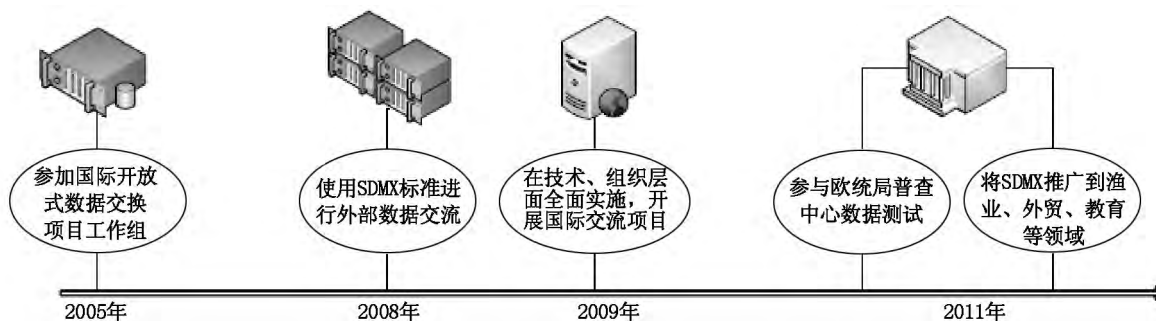 参加国际开放
式数据交换
项目工作组
使用SDMX标准进
行外部数据交流
在技术、组织层
面全面实施，开
展国际交流项目
参与欧统局普查
中心数据测试
将SDMX推广到渔
业、外贸、教育
等领域
2005年
2008年
2009年
2011年